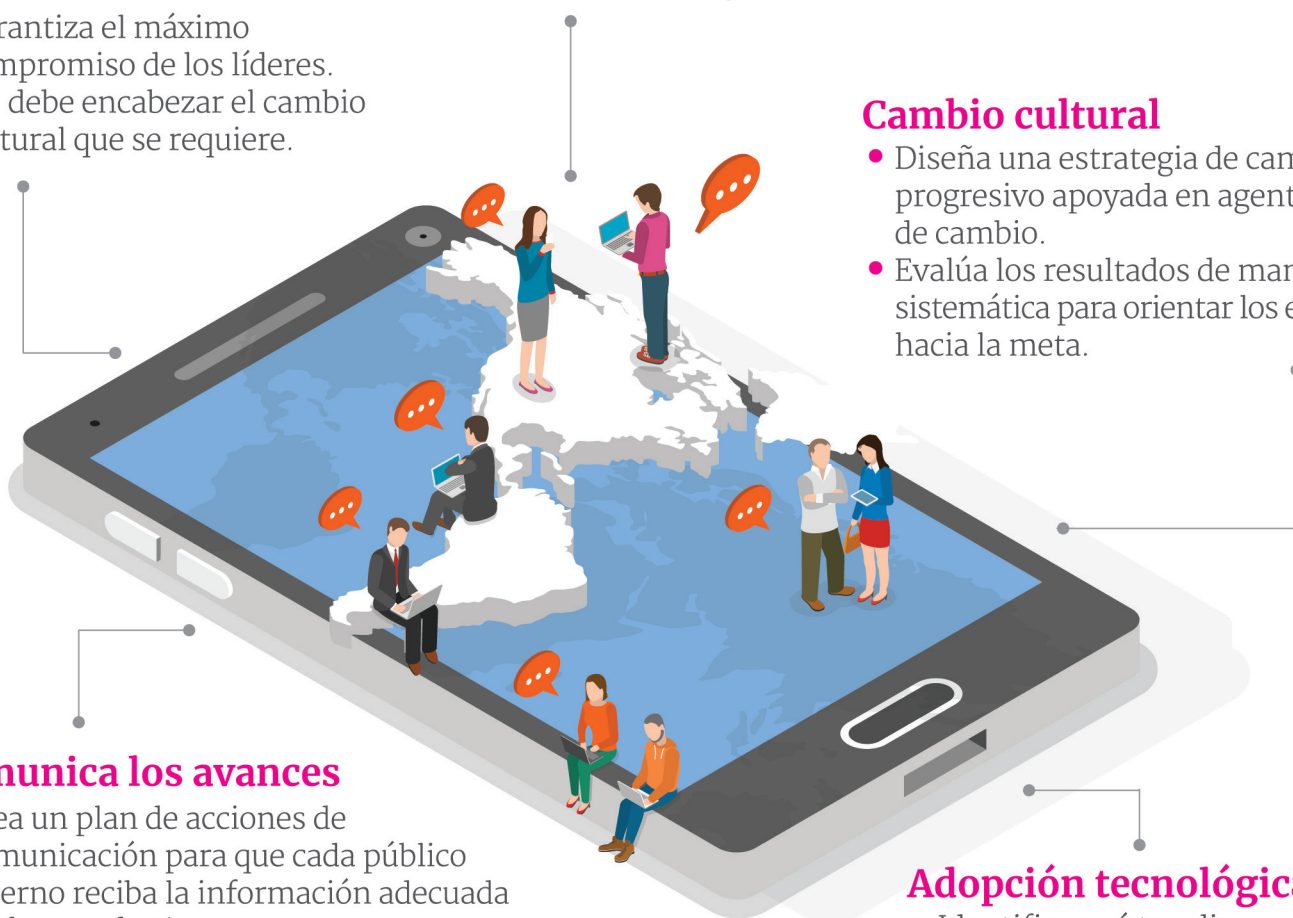 rantiza el máximo
mpromiso de los líderes.
debe encabezar el cambio
tural que se requiere.
Cambio cultural
• Diseña una estrategia de cam
progresivo apoyada en agent
de cambio.
• Evalúa los resultados de man
sistemática para orientar los e
hacia la meta.
munica los avances
ea un plan de acciones de
municación para que cada público
erno reciba la información adecuada
Adopción tecnológica